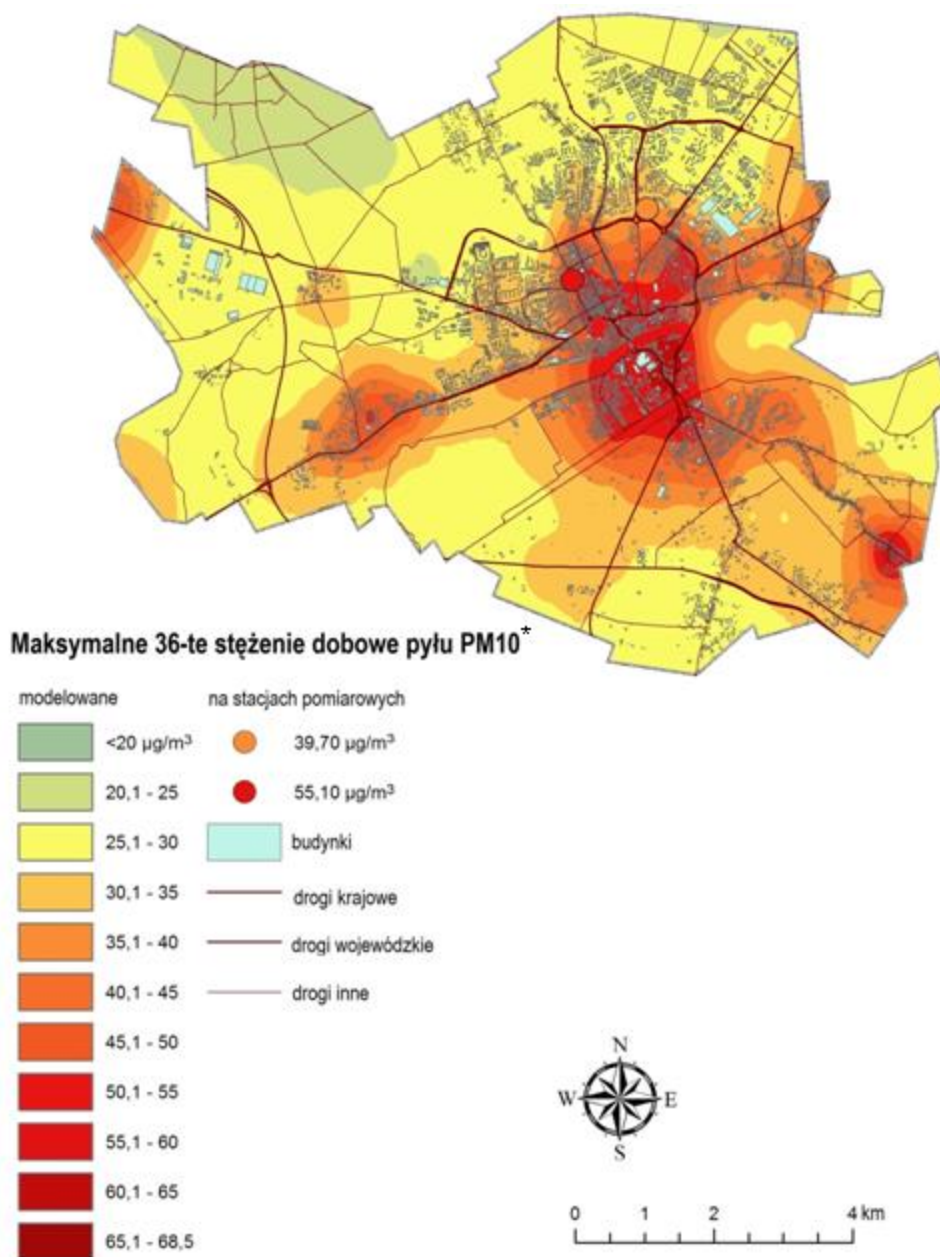 Maksymalne 36-te stężenie dobowe pyłu PM10*
modelowane
<20 µg/m³
20,1 - 25
25,1 - 30
30,1 - 35
35,1 - 40
40,1 - 45
45,1 - 50
50,1 - 55
55,1 - 60
60,1 - 65
65,1 - 68,5
na stacjach pomiarowych
39,70 µg/m³
55,10 µg/m³
budynki
drogi krajowe
drogi wojewódzkie
drogi inne
N
W E
S
0 1 2 4 km